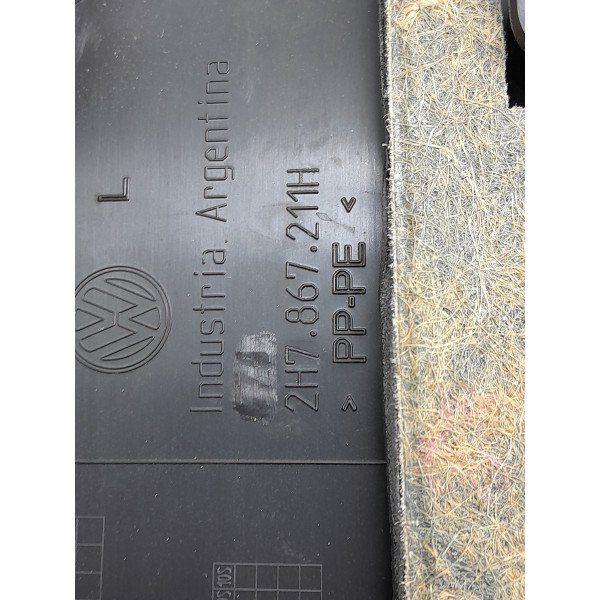 L
Industria. Argentina
2H7.867.211H
> PP-PE <